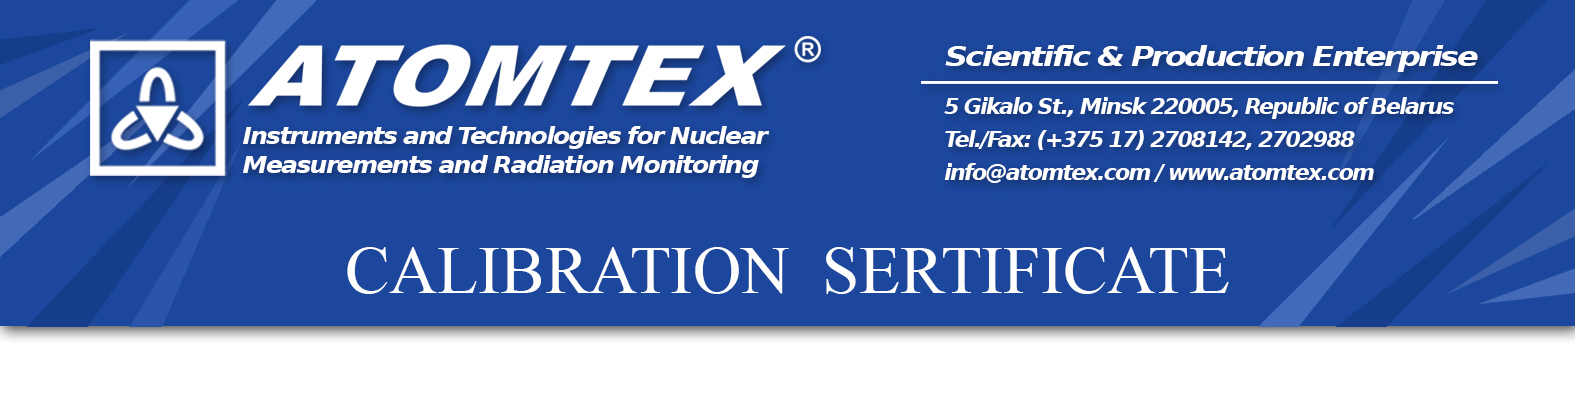 ATOMTEX®
Instruments and Technologies for Nuclear
Measurements and Radiation Monitoring
Scientific & Production Enterprise
5 Gikalo St., Minsk 220005, Republic of Belarus
Tel./Fax: (+375 17) 2708142, 2702988
info@atomtex.com / www.atomtex.com
CALIBRATION SERTIFICATE